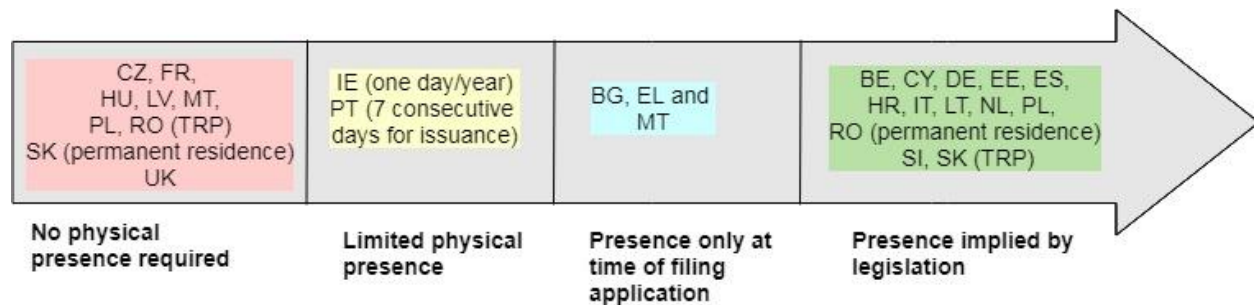 CZ, FR,
HU, LV, MT,
PL, RO (TRP)
SK (permanent residence)
UK
IE (one day/year)
PT (7 consecutive
days for issuance)
BG, EL and
MT
BE, CY, DE, EE, ES,
HR, IT, LT, NL, PL,
RO (permanent residence)
SI, SK (TRP)
No physical
presence required
Limited physical
presence
Presence only at
time of filing
application
Presence implied by
legislation